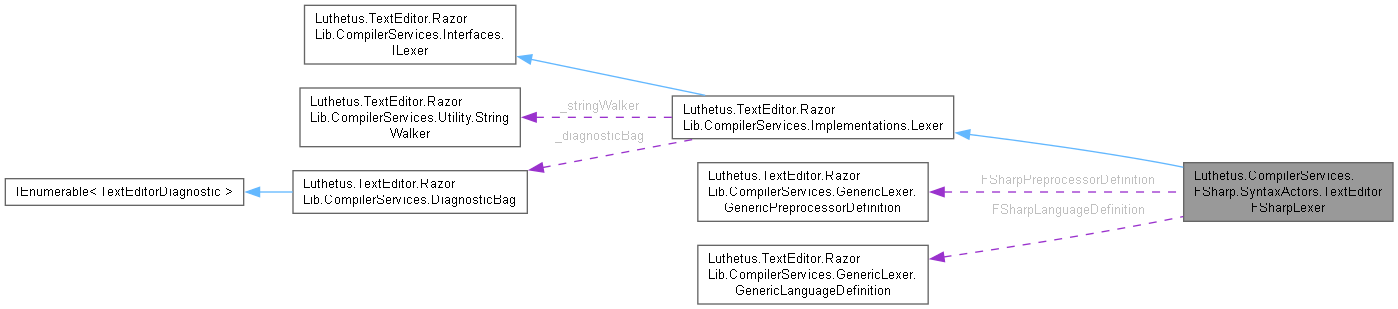 Luthetus.TextEditor.Razor
Lib.CompilerServices.Interfaces.
ILexer
Luthetus.TextEditor.Razor
Lib.CompilerServices.Utility.String
Walker
_stringWalker
_diagnosticBag
Luthetus.TextEditor.Razor
Lib.CompilerServices.Implementations.Lexer
IEnumerable< TextEditorDiagnostic >
Luthetus.TextEditor.Razor
Lib.CompilerServices.DiagnosticBag
Luthetus.TextEditor.Razor
Lib.CompilerServices.GenericLexer.
GenericPreprocessorDefinition
FSharpPreprocessorDefinition
FSharpLanguageDefinition
Luthetus.CompilerServices.
FSharp.SyntaxActors.TextEditor
FSharpLexer
Luthetus.TextEditor.Razor
Lib.CompilerServices.GenericLexer.
GenericLanguageDefinition